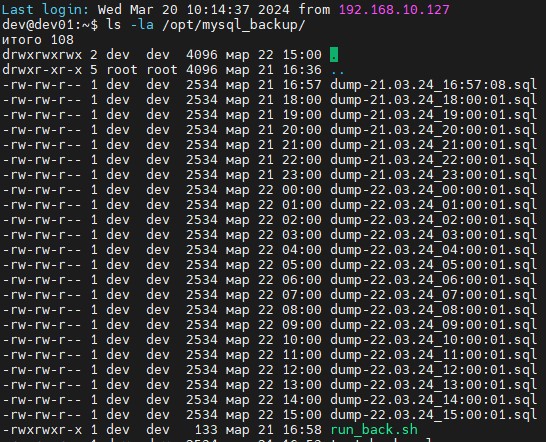 Last login: Wed Mar 20 10:14:37 2024 from 192.168.10.127
dev@dev01:~$ ls -la /opt/mysql_backup/
итого 108
drwxrwxrwx 2 dev  dev  4096 мар 22 15:00 .
drwxr-xr-x 5 root root 4096 мар 21 16:36 ..
-rw-rw-r-- 1 dev  dev  2534 мар 21 16:57 dump-21.03.24_16:57:08.sql
-rw-rw-r-- 1 dev  dev  2534 мар 21 18:00 dump-21.03.24_18:00:01.sql
-rw-rw-r-- 1 dev  dev  2534 мар 21 19:00 dump-21.03.24_19:00:01.sql
-rw-rw-r-- 1 dev  dev  2534 мар 21 20:00 dump-21.03.24_20:00:01.sql
-rw-rw-r-- 1 dev  dev  2534 мар 21 21:00 dump-21.03.24_21:00:01.sql
-rw-rw-r-- 1 dev  dev  2534 мар 21 22:00 dump-21.03.24_22:00:01.sql
-rw-rw-r-- 1 dev  dev  2534 мар 21 23:00 dump-21.03.24_23:00:01.sql
-rw-rw-r-- 1 dev  dev  2534 мар 22 00:00 dump-22.03.24_00:00:01.sql
-rw-rw-r-- 1 dev  dev  2534 мар 22 01:00 dump-22.03.24_01:00:01.sql
-rw-rw-r-- 1 dev  dev  2534 мар 22 02:00 dump-22.03.24_02:00:01.sql
-rw-rw-r-- 1 dev  dev  2534 мар 22 03:00 dump-22.03.24_03:00:01.sql
-rw-rw-r-- 1 dev  dev  2534 мар 22 04:00 dump-22.03.24_04:00:01.sql
-rw-rw-r-- 1 dev  dev  2534 мар 22 05:00 dump-22.03.24_05:00:01.sql
-rw-rw-r-- 1 dev  dev  2534 мар 22 06:00 dump-22.03.24_06:00:01.sql
-rw-rw-r-- 1 dev  dev  2534 мар 22 07:00 dump-22.03.24_07:00:01.sql
-rw-rw-r-- 1 dev  dev  2534 мар 22 08:00 dump-22.03.24_08:00:01.sql
-rw-rw-r-- 1 dev  dev  2534 мар 22 09:00 dump-22.03.24_09:00:01.sql
-rw-rw-r-- 1 dev  dev  2534 мар 22 10:00 dump-22.03.24_10:00:01.sql
-rw-rw-r-- 1 dev  dev  2534 мар 22 11:00 dump-22.03.24_11:00:01.sql
-rw-rw-r-- 1 dev  dev  2534 мар 22 12:00 dump-22.03.24_12:00:01.sql
-rw-rw-r-- 1 dev  dev  2534 мар 22 13:00 dump-22.03.24_13:00:01.sql
-rw-rw-r-- 1 dev  dev  2534 мар 22 14:00 dump-22.03.24_14:00:01.sql
-rw-rw-r-- 1 dev  dev  2534 мар 22 15:00 dump-22.03.24_15:00:01.sql
-rwxrwxr-x 1 dev  dev   133 мар 21 16:58 run_back.sh